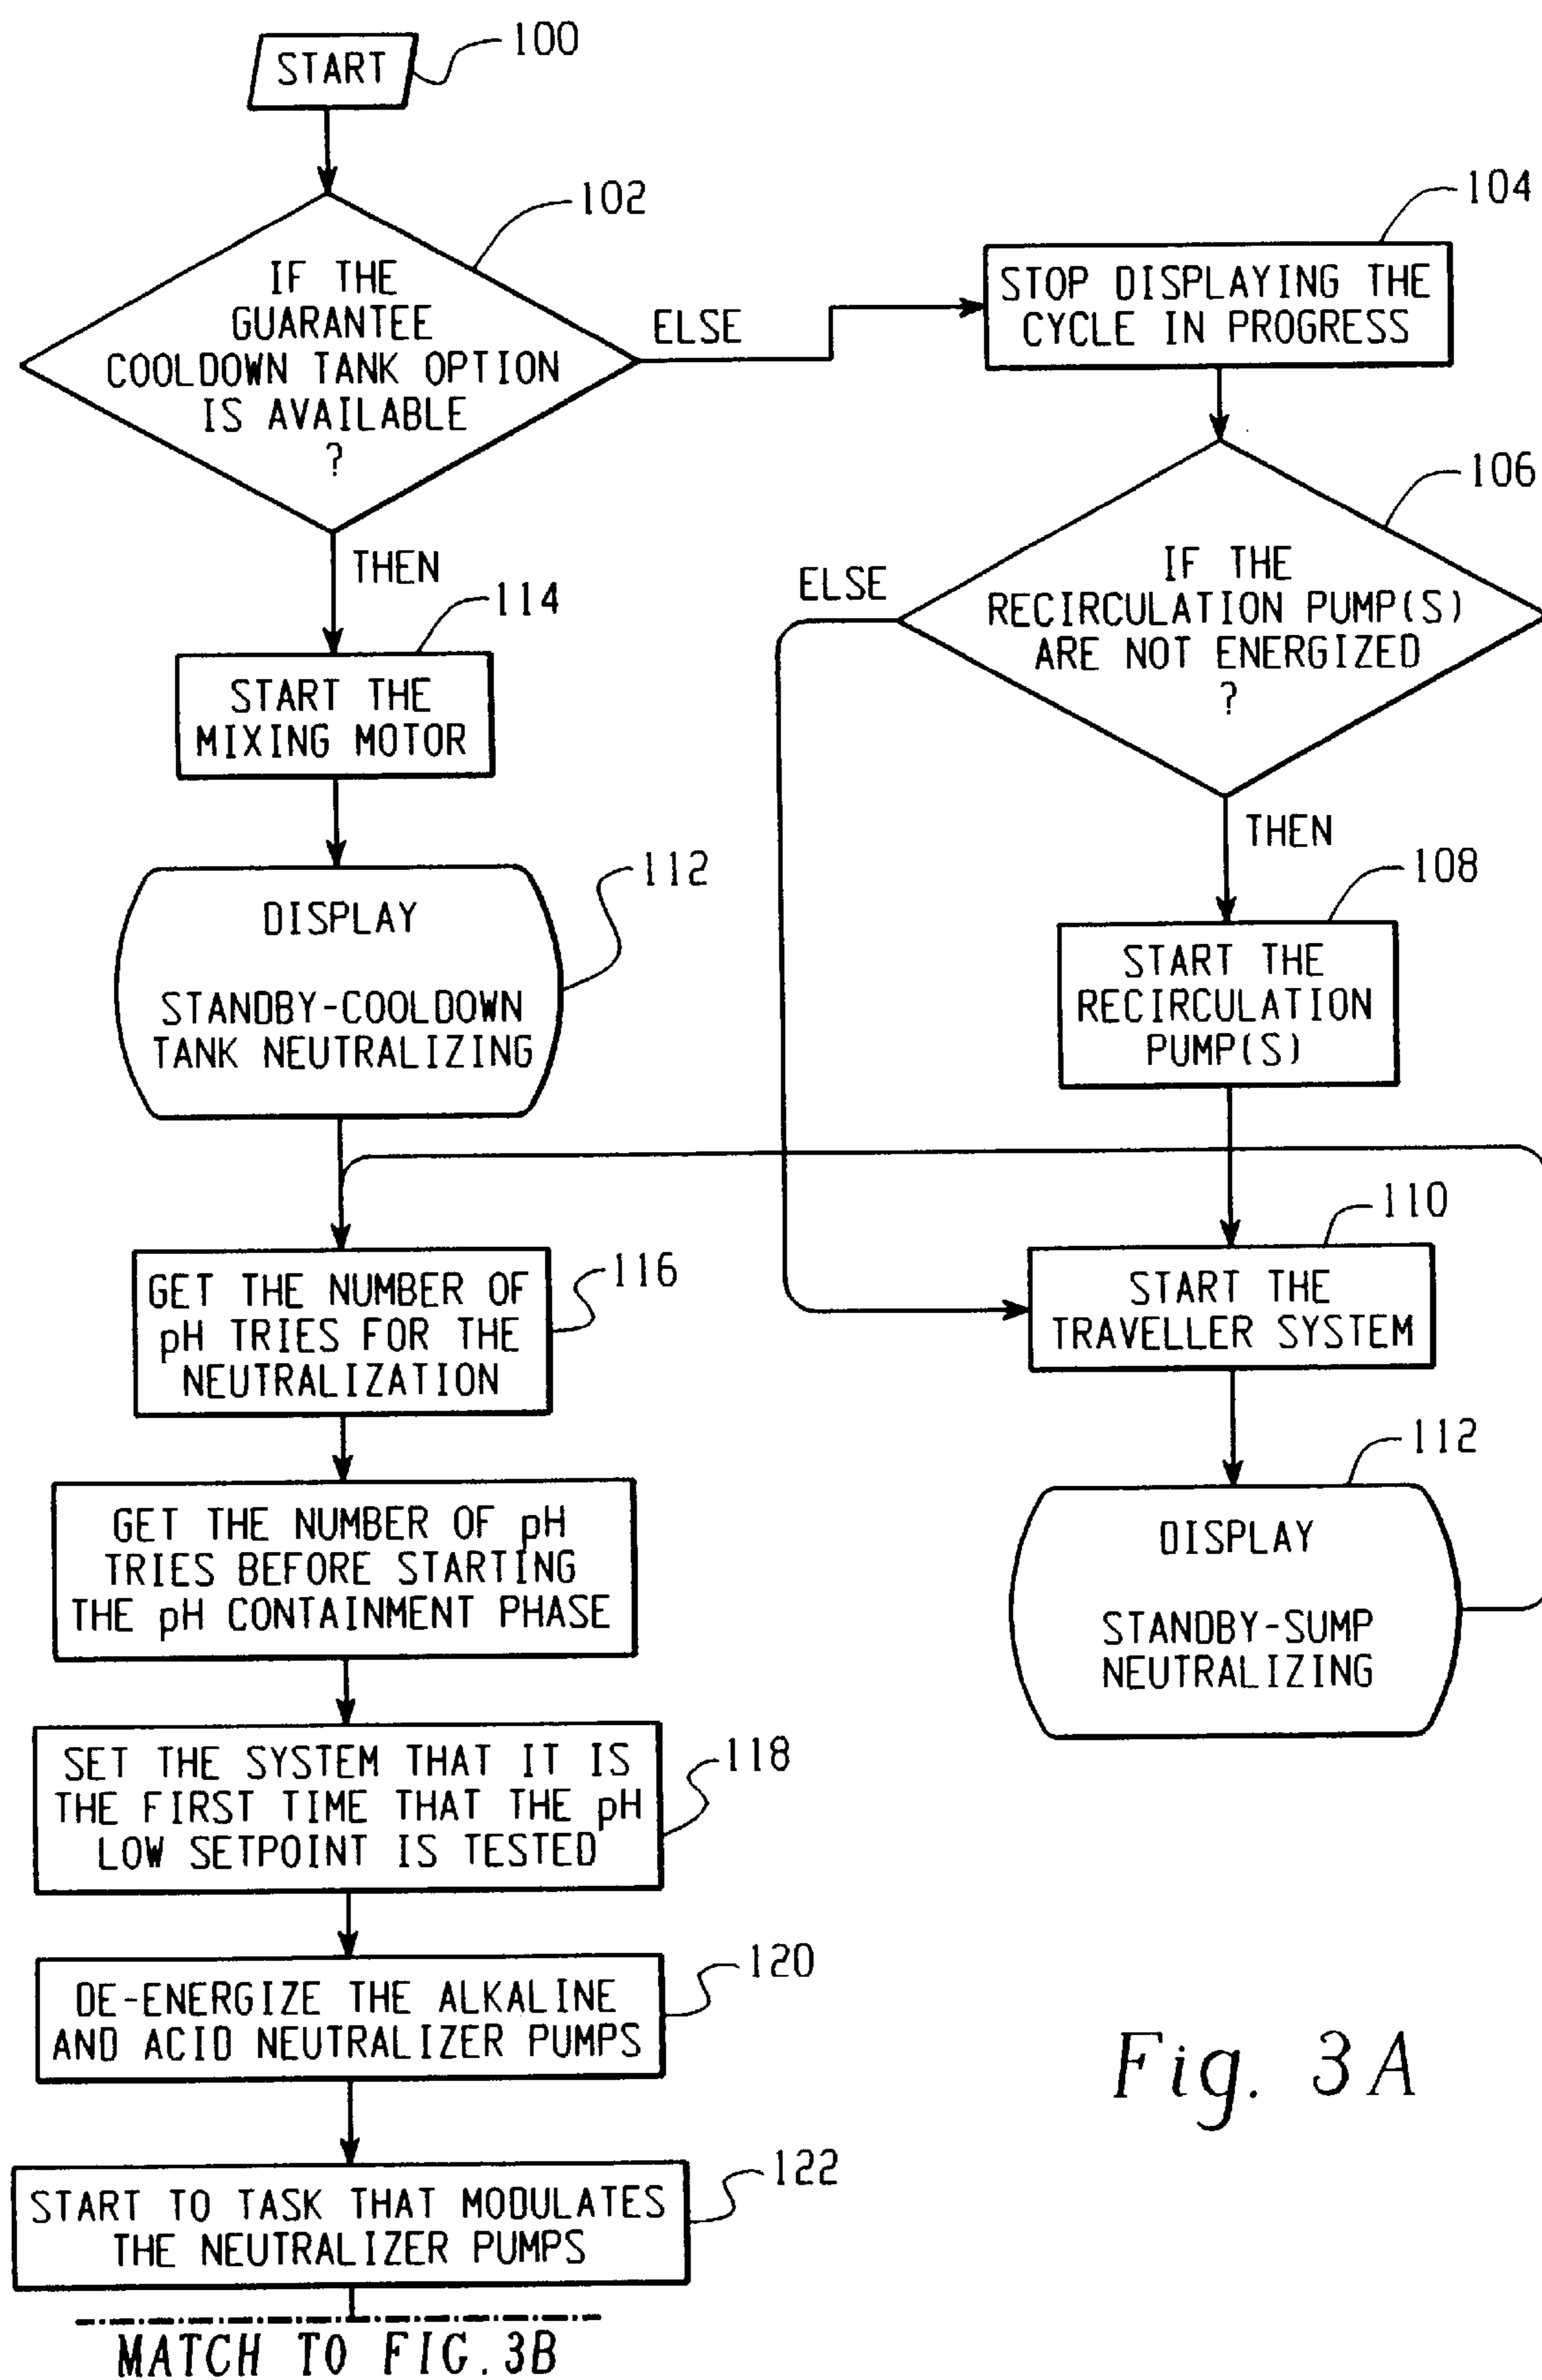 START
100
102
IF THE
GUARANTEE
COOLDOWN TANK OPTION
IS AVAILABLE
?
ELSE
THEN
104
STOP DISPLAYING THE
CYCLE IN PROGRESS
106
IF THE
RECIRCULATION PUMP(S)
ARE NOT ENERGIZED
?
ELSE
THEN
114
START THE
MIXING MOTOR
112
DISPLAY
STANDBY-COOLDOWN
TANK NEUTRALIZING
108
START THE
RECIRCULATION
PUMP(S)
110
START THE
TRAVELLER SYSTEM
112
DISPLAY
STANDBY-SUMP
NEUTRALIZING
116
GET THE NUMBER OF
pH TRIES FOR THE
NEUTRALIZATION
GET THE NUMBER OF pH
TRIES BEFORE STARTING
THE pH CONTAINMENT PHASE
118
SET THE SYSTEM THAT IT IS
THE FIRST TIME THAT THE pH
LOW SETPOINT IS TESTED
120
DE-ENERGIZE THE ALKALINE
AND ACID NEUTRALIZER PUMPS
122
START TO TASK THAT MODULATES
THE NEUTRALIZER PUMPS
MATCH TO FIG. 3B
Fig. 3A